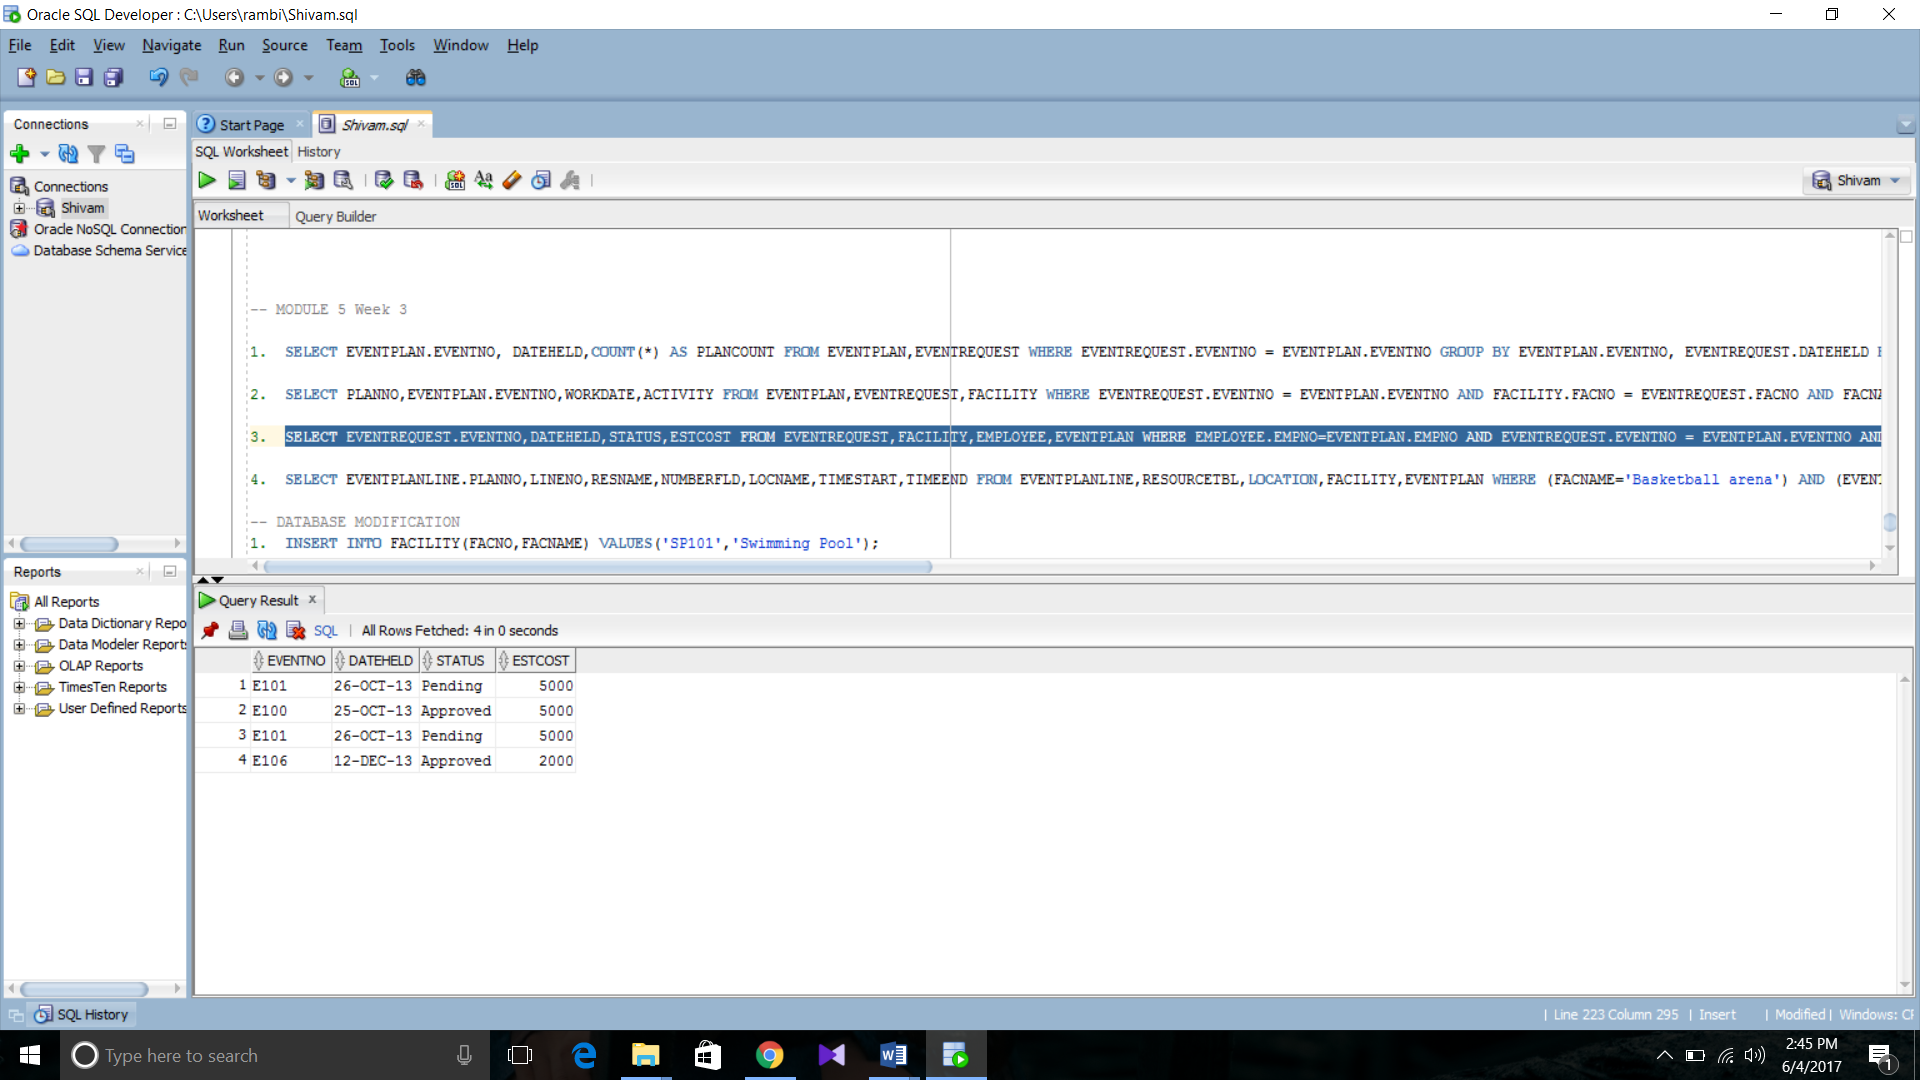 Oracle SQL Developer : C:\Users\rambi\Shivam.sql
File Edit View Navigate Run Source Team Tools Window Help
Connections
Start Page
Shivam.sql
SQL Worksheet History
Connections
Shivam
Oracle NoSQL Connection
Database Schema Service
Shivam
Worksheet Query Builder
-- MODULE 5 Week 3
1. SELECT EVENTPLAN.EVENTNO, DATEHELD,COUNT(*) AS PLANCOUNT FROM EVENTPLAN,EVENTREQUEST WHERE EVENTREQUEST.EVENTNO = EVENTPLAN.EVENTNO GROUP BY EVENTPLAN.EVENTNO, EVENTREQUEST.DATEHELD
2. SELECT PLANNO,EVENTPLAN.EVENTNO,WORKDATE,ACTIVITY FROM EVENTPLAN,EVENTREQUEST,FACILITY WHERE EVENTREQUEST.EVENTNO = EVENTPLAN.EVENTNO AND FACILITY.FACNO = EVENTREQUEST.FACNO AND FACNA
3. SELECT EVENTREQUEST.EVENTNO,DATEHELD,STATUS,ESTCOST FROM EVENTREQUEST,FACILITY,EMPLOYEE,EVENTPLAN WHERE EMPLOYEE.EMPNO=EVENTPLAN.EMPNO AND EVENTREQUEST.EVENTNO = EVENTPLAN.EVENTNO AND
4. SELECT EVENTPLANLINE.PLANNO,LINENO,RESNAME,NUMBERFLD,LOCNAME,TIMESTART,TIMEEND FROM EVENTPLANLINE,RESOURCETBL,LOCATION,FACILITY,EVENTPLAN WHERE (FACNAME='Basketball arena') AND (EVENT
-- DATABASE MODIFICATION
1. INSERT INTO FACILITY(FACNO,FACNAME) VALUES('SP101','Swimming Pool');
Reports
All Reports
Data Dictionary Repo
Data Modeler Reports
OLAP Reports
TimesTen Reports
User Defined Reports
Query Result
SQL | All Rows Fetched: 4 in 0 seconds
EVENTNO DATEHELD STATUS ESTCOST
1 E101 26-OCT-13 Pending 5000
2 E100 25-OCT-13 Approved 5000
3 E101 26-OCT-13 Pending 5000
4 E106 12-DEC-13 Approved 2000
SQL History
| Line 223 Column 295 | Insert | Modified | Windows: CR
Type here to search
2:45 PM
6/4/2017
1